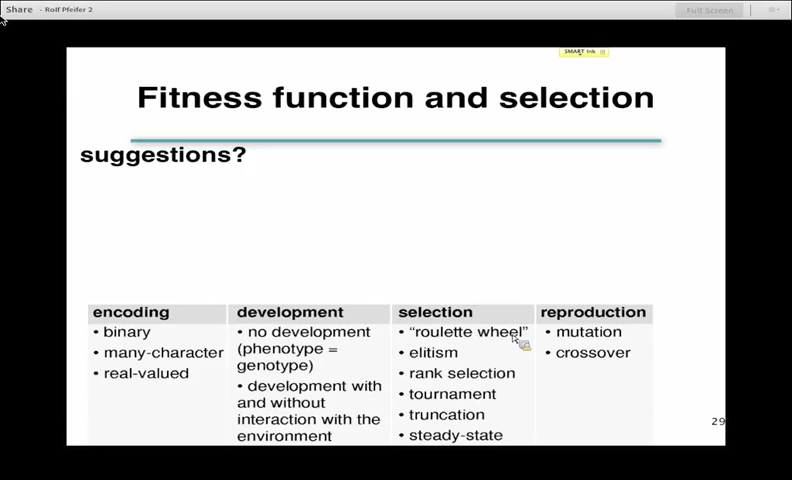 Share - Rolf Pfeifer 2
Full Screen
SMART Ink
Fitness function and selection
suggestions?
encoding
• binary
• many-character
• real-valued
development
• no development
(phenotype =
genotype)
• development with
and without
interaction with the
environment
selection
• “roulette wheel”
• elitism
• rank selection
• tournament
• truncation
• steady-state
reproduction
• mutation
• crossover
29